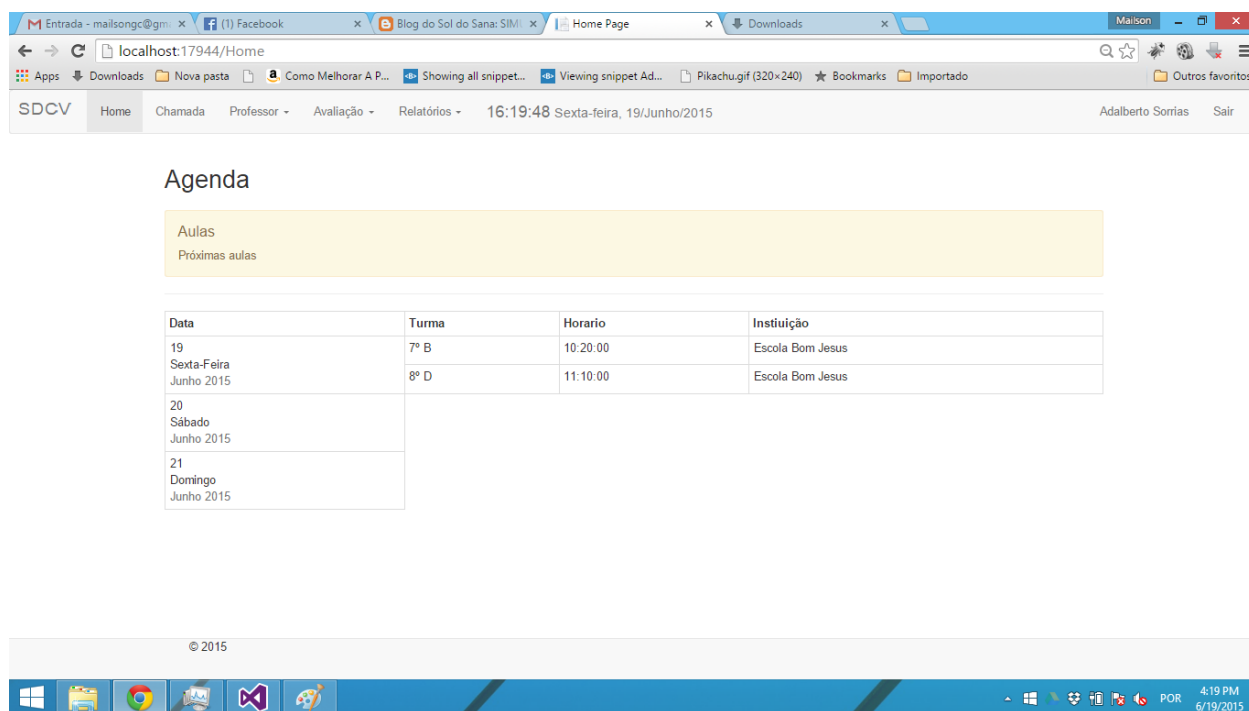 Entrada - mailsongc@gm
(1) Facebook
Blog do Sol do Sana: SIM
Home Page
Downloads
Mailson
localhost:17944/Home
Apps Downloads Nova pasta Como Melhorar A P... Showing all snippet... Viewing snippet Ad... Pikachu.gif (320×240) Bookmarks Importado Outros favoritos
SDCV Home Chamada Professor Avaliação Relatórios 16:19:48 Sexta-feira, 19/Junho/2015 Adalberto Sorrias Sair
Agenda
Aulas
Próximas aulas
Data Turma Horario Instiuição
19
Sexta-Feira
Junho 2015
7º B 10:20:00 Escola Bom Jesus
8º D 11:10:00 Escola Bom Jesus
20
Sábado
Junho 2015
21
Domingo
Junho 2015
© 2015
POR
4:19 PM
6/19/2015